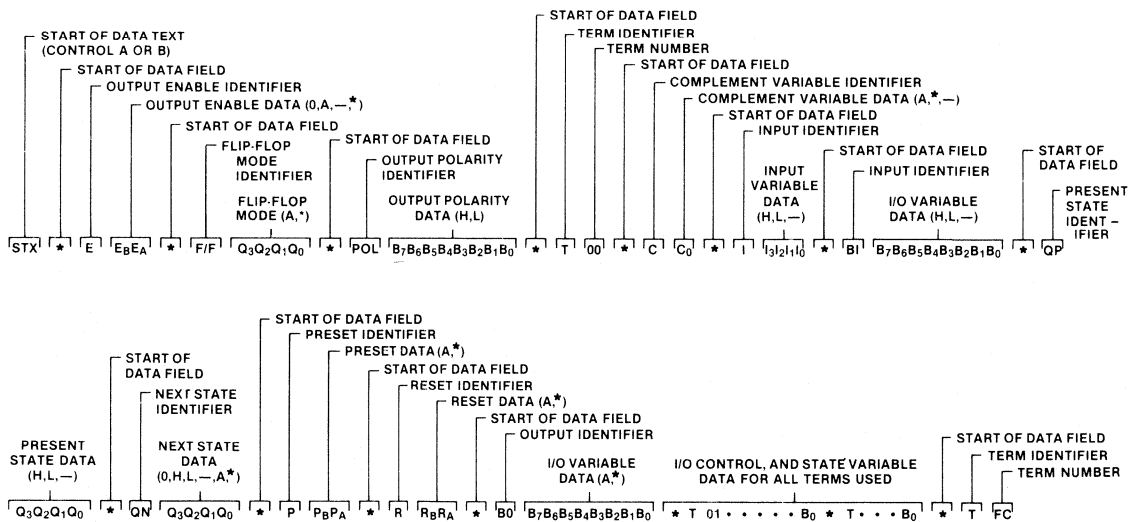 START OF DATA FIELD
TERM IDENTIFIER
TERM NUMBER
START OF DATA TEXT
(CONTROL A OR B)
START OF DATA FIELD
START OF DATA FIELD
COMPLEMENT VARIABLE IDENTIFIER
OUTPUT ENABLE IDENTIFIER
COMPLEMENT VARIABLE DATA (A,*,—)
OUTPUT ENABLE DATA (0,A,—,*)
START OF DATA FIELD
START OF DATA FIELD
INPUT IDENTIFIER
FLIP-FLOP
MODE
IDENTIFIER
START OF DATA FIELD
START OF DATA FIELD
START OF
DATA FIELD
OUTPUT POLARITY
IDENTIFIER
INPUT
VARIABLE
DATA
(H,L,—)
INPUT IDENTIFIER
FLIP-FLOP
MODE (A,*)
OUTPUT POLARITY
DATA (H,L)
I/O VARIABLE
DATA (H,L,—)
PRESENT
STATE
IDENT –
IFIER
STX * E EBEA * F/F Q3Q2Q1Q0 * POL B7B6B5B4B3B2B1B0 * T 00 * C C0 * I I3I2I1I0 * BI B7B6B5B4B3B2B1B0 * QP
START OF DATA FIELD
PRESET IDENTIFIER
PRESET DATA (A,*)
START OF
DATA FIELD
START OF DATA FIELD
RESET IDENTIFIER
NEXT STATE
IDENTIFIER
RESET DATA (A,*)
START OF DATA FIELD
OUTPUT IDENTIFIER
START OF DATA FIELD
PRESENT
STATE DATA
(H,L,—)
NEXT STATE
DATA
(0,H,L,—,A,*)
I/O VARIABLE
DATA (A,*)
I/O CONTROL, AND STATE VARIABLE
DATA FOR ALL TERMS USED
TERM IDENTIFIER
TERM NUMBER
Q3Q2Q1Q0 * QN Q3Q2Q1Q0 * P PBPA * R RBRA * B0 B7B6B5B4B3B2B1B0 * T 01 • • • • • B0 * T • • • B0 * T FC